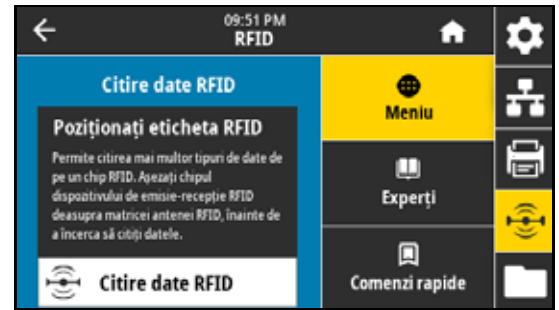 09:51 PM
RFID
Citire date RFID
Poziționați eticheta RFID
Permite citirea mai multor tipuri de date de
pe un chip RFID. Așezați chipul
dispozitivului de emisie-recepție RFID
deasupra matricei antenei RFID, înainte de
a încerca să citiți datele.
Citire date RFID
Meniu
Experți
Comenzi rapide